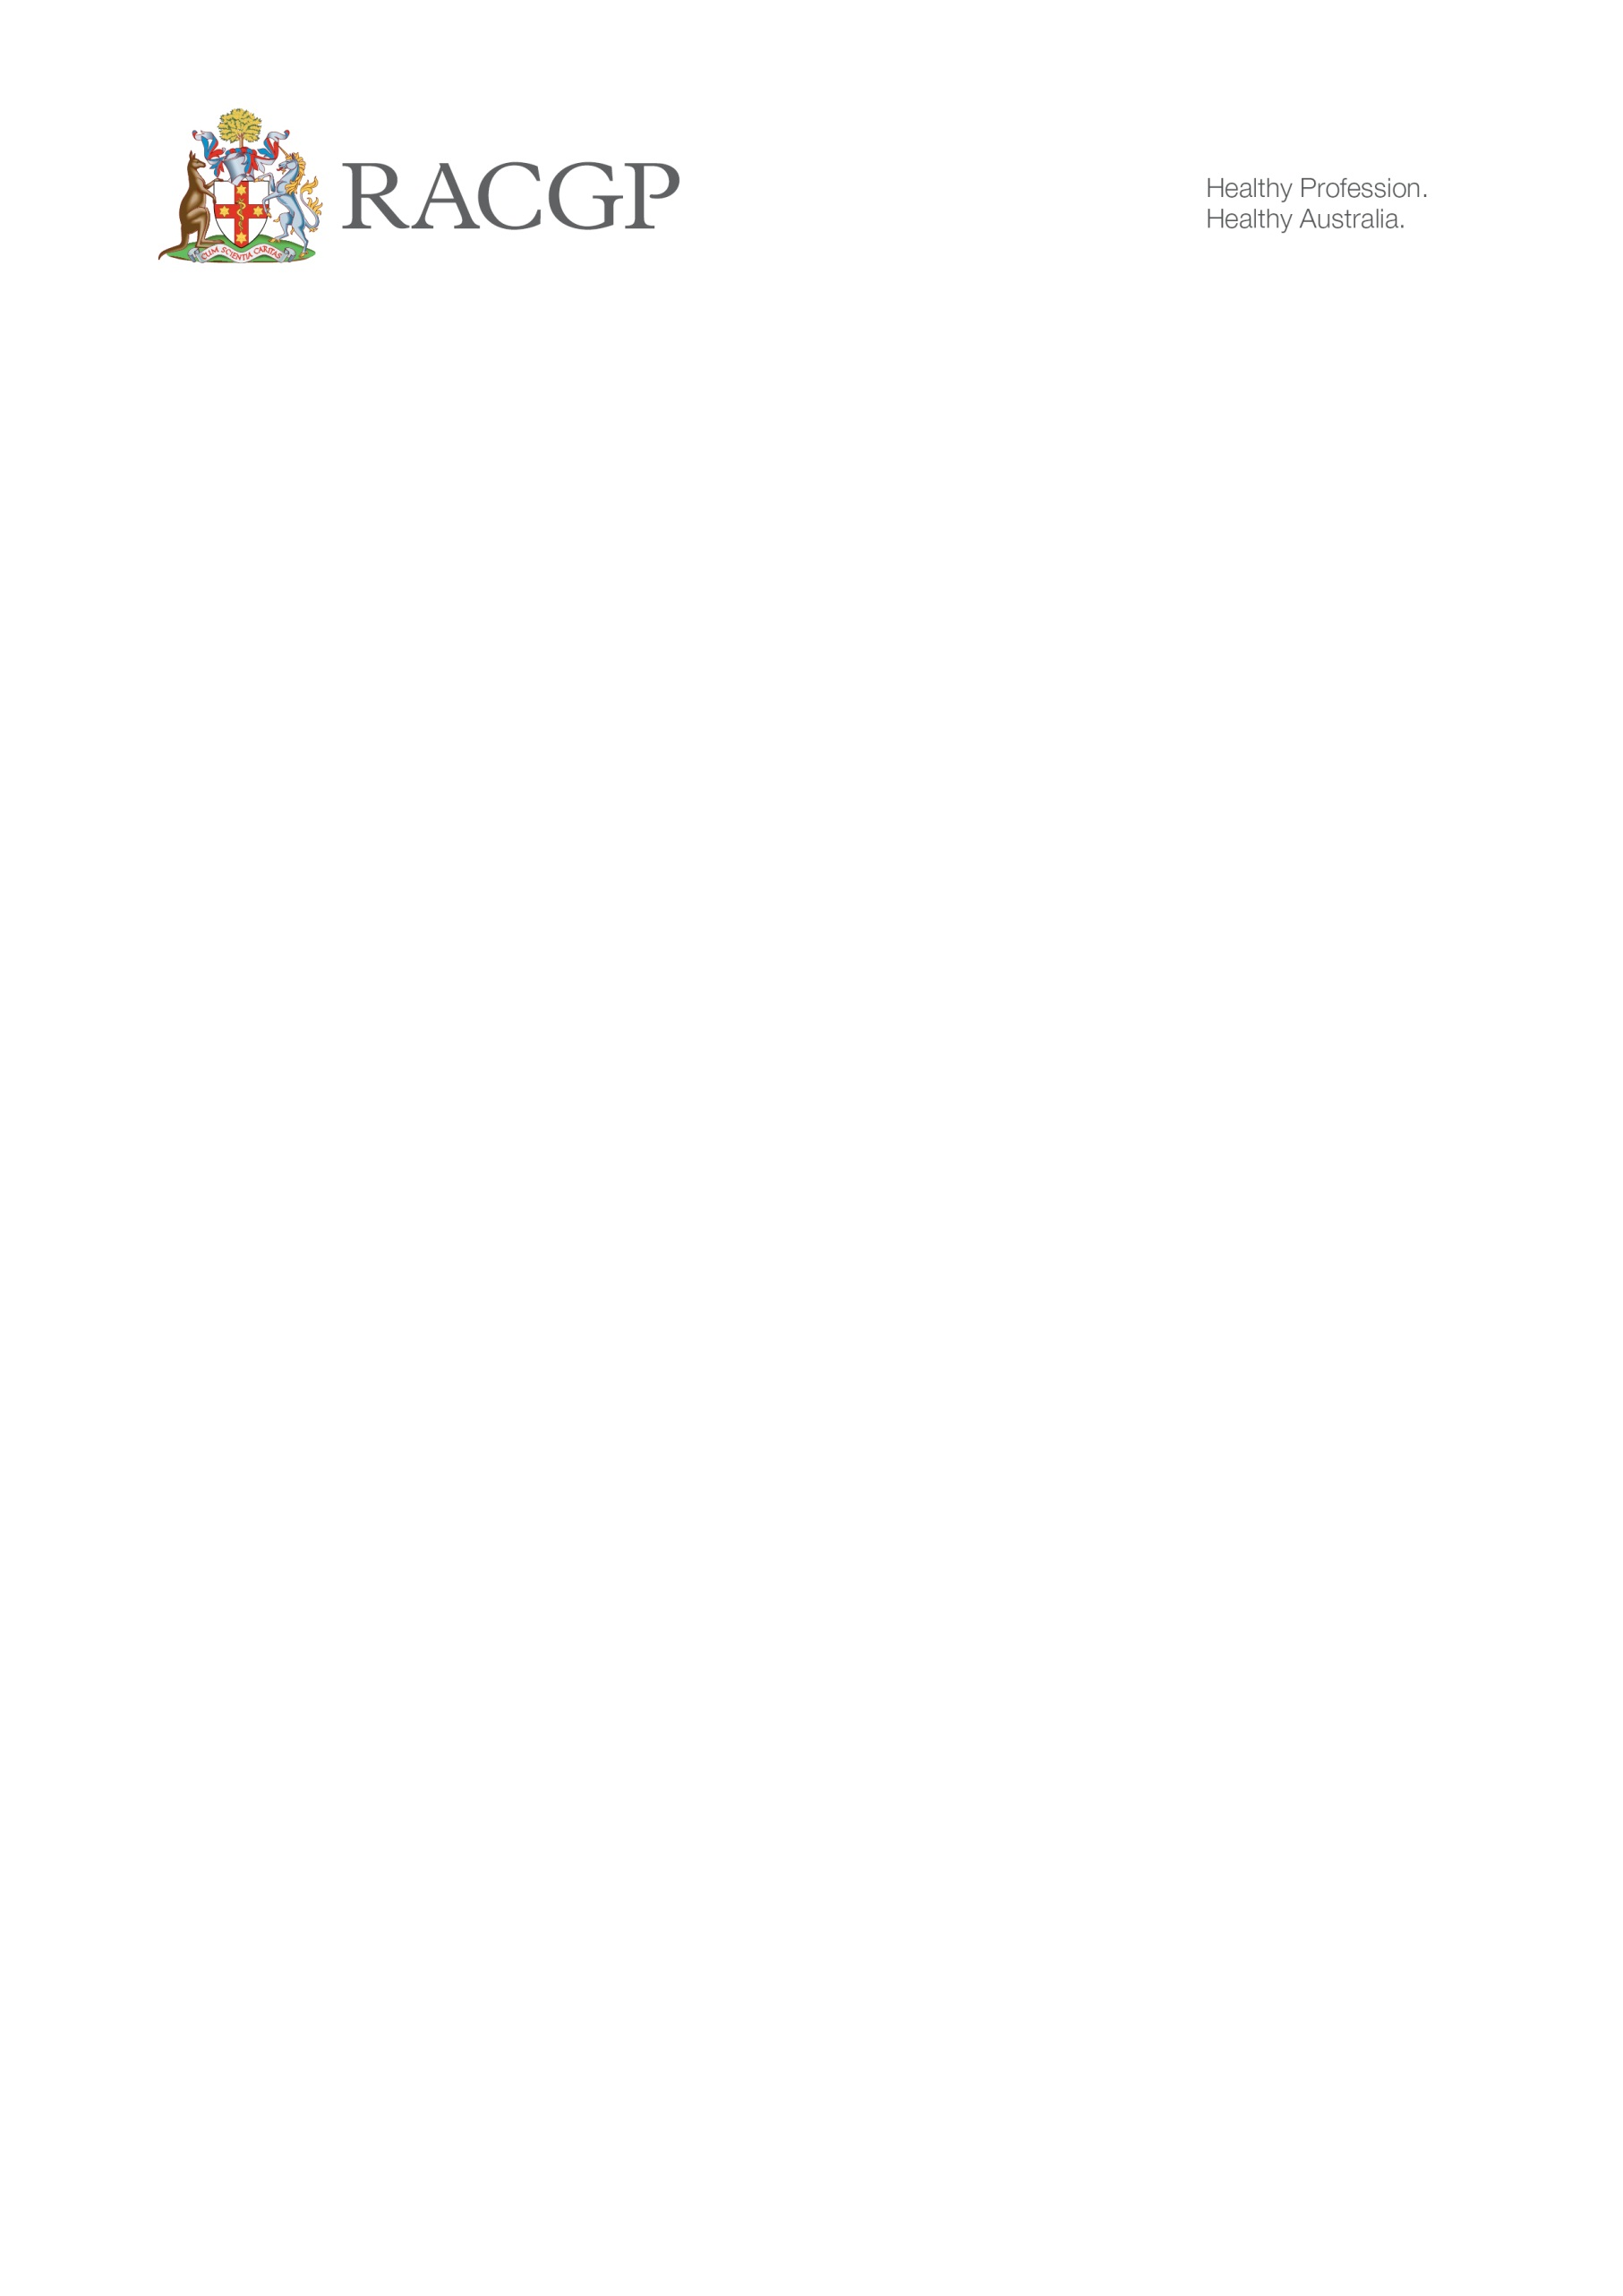 CUM SCIENTIA CARITAS
RACGP
Healthy Profession.
Healthy Australia.